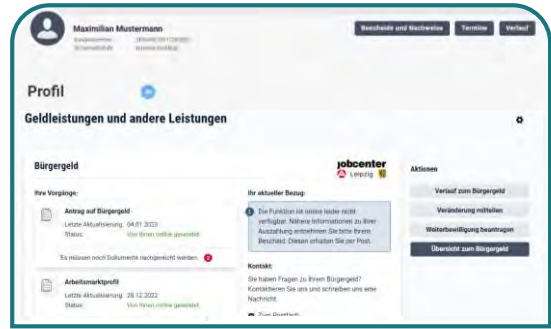 Maximilian Mustermann
Bescheide und Nachweise
Termine
Verlauf
Profil
Geldleistungen und andere Leistungen
Bürgergeld
jobcenter
Leipzig
Aktionen
Ihre Vorgänge:
Antrag auf Bürgergeld
Letzte Aktualisierung: 04.01.2023
Status: Von Ihnen online gesendet
Es müssen noch Dokumente nachgereicht werden. 2
Arbeitsmarktprofil
Letzte Aktualisierung: 28.12.2022
Status: Von Ihnen online gesendet
Ihr aktueller Bezug:
Die Funktion ist online leider nicht
verfügbar. Nähere Informationen zu Ihrer
Auszahlung entnehmen Sie bitte Ihrem
Bescheid. Diesen erhalten Sie per Post.
Kontakt:
Sie haben Fragen zu Ihrem Bürgergeld?
Kontaktieren Sie uns und schreiben uns eine
Nachricht.
Zum Postfach
Verlauf zum Bürgergeld
Veränderung mitteilen
Weiterbewilligung beantragen
Übersicht zum Bürgergeld